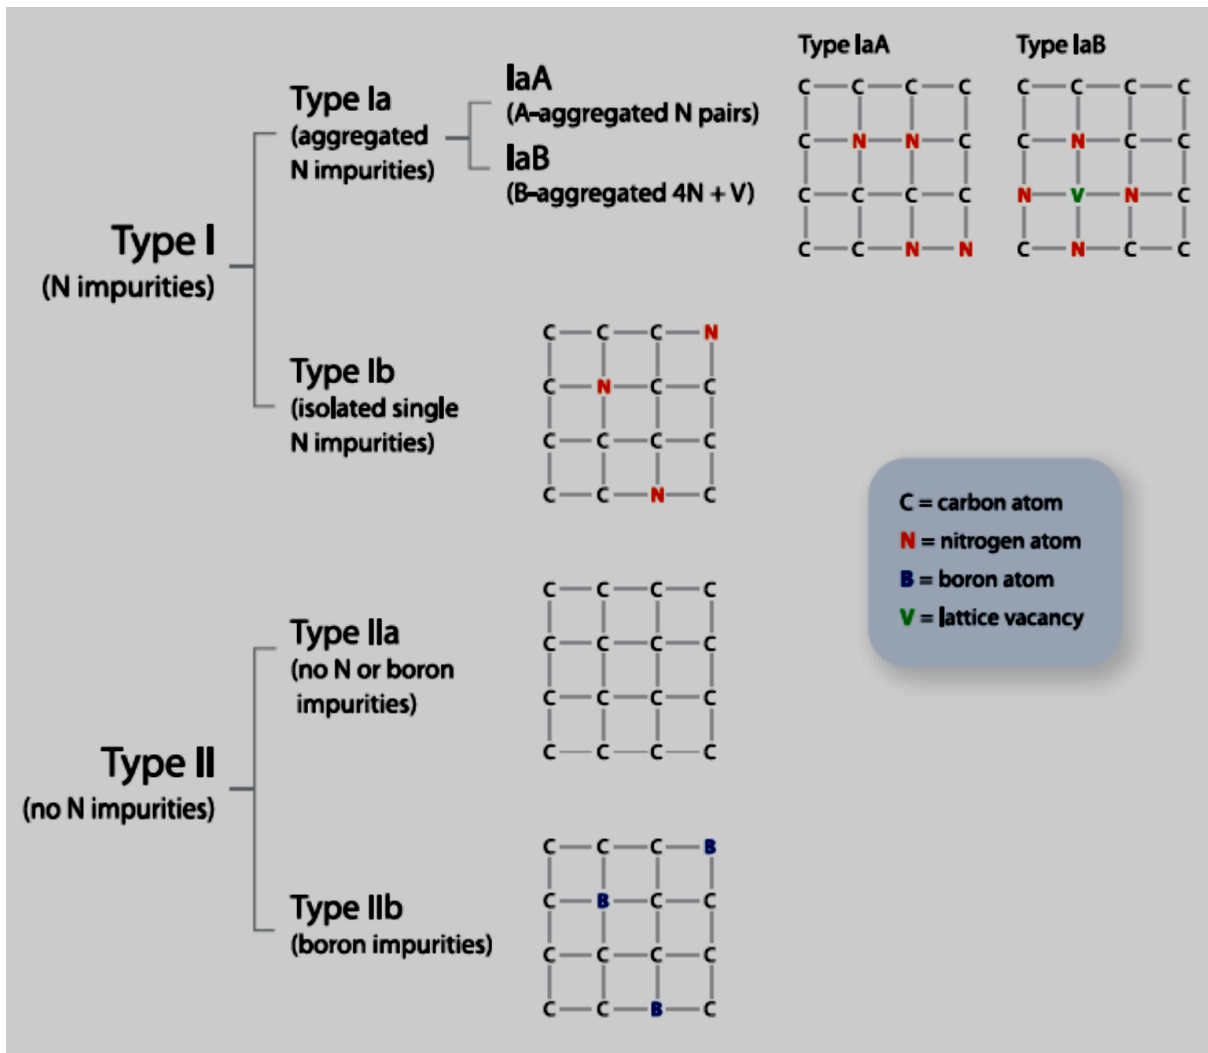 Type IaA
Type IaB
IaA
(A-aggregated N pairs)
Type Ia
(aggregated
N impurities)
IaB
(B-aggregated 4N + V)
C C C C
C N N C
C C C C
C C N N
C C C C
C N C C
N V N C
C N C C
Type I
(N impurities)
Type Ib
(isolated single
N impurities)
C C C N
C N C C
C C C C
C C N C
C = carbon atom
N = nitrogen atom
B = boron atom
V = lattice vacancy
Type IIa
(no N or boron
impurities)
C C C C
C C C C
C C C C
C C C C
Type II
(no N impurities)
Type IIb
(boron impurities)
C C C B
C B C C
C C C C
C C B C